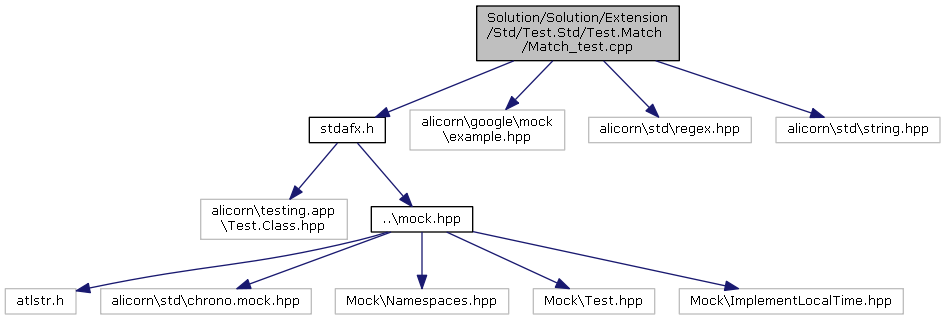 Solution/Solution/Extension
/Std/Test.Std/Test.Match
/Match_test.cpp
stdafx.h
alicorn\google\mock
\example.hpp
alicorn\std\regex.hpp
alicorn\std\string.hpp
alicorn\testing.app
\Test.Class.hpp
..\mock.hpp
atlstr.h
alicorn\std\chrono.mock.hpp
Mock\Namespaces.hpp
Mock\Test.hpp
Mock\ImplementLocalTime.hpp